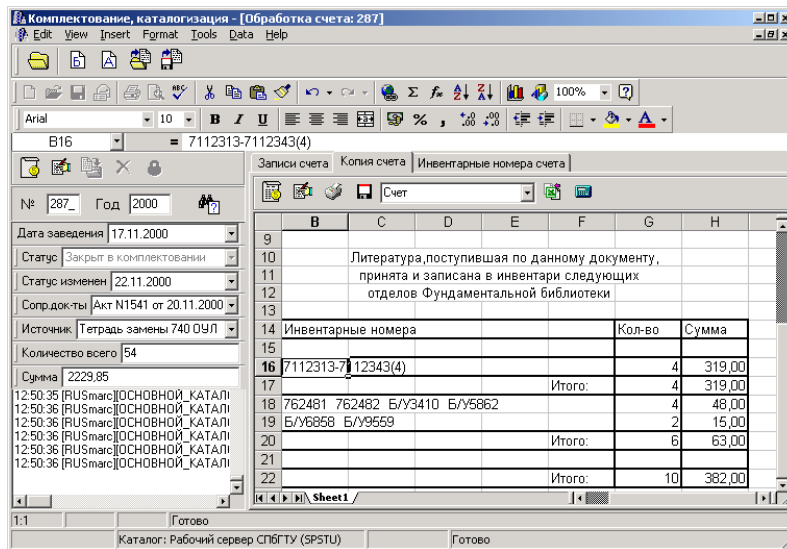 Комплектование, каталогизация - [Обработка счета: 287]
Edit View Insert Format Tools Data Help
100%
Arial 10 B I U % ,
B16 = 7112313-7112343(4)
Записи счета Копия счета Инвентарные номера счета
Счет
№ 287_ Год 2000
Дата заведения 17.11.2000
Статус Закрыт в комплектовании
Статус изменен 22.11.2000
Сопр.док-ты Акт N1541 от 20.11.2000
Источник Тетрадь замены 740 ОУЛ
Количество всего 54
Сумма 2229,85
12:50:35 [RUSmarc][ОСНОВНОЙ_КАТАЛ
12:50:36 [RUSmarc][ОСНОВНОЙ_КАТАЛ
12:50:36 [RUSmarc][ОСНОВНОЙ_КАТАЛ
12:50:36 [RUSmarc][ОСНОВНОЙ_КАТАЛ
12:50:36 [RUSmarc][ОСНОВНОЙ_КАТАЛ
12:50:36 [RUSmarc][ОСНОВНОЙ_КАТАЛ
B C D E F G H
9
10 Литература,поступившая по данному документу,
11 принята и записана в инвентари следующих
12 отделов Фундаментальной библиотеки
13
14 Инвентарные номера Кол-во Сумма
15
16 7112313-7112343(4) 4 319,00
17 Итого: 4 319,00
18 762481 762482 Б/У3410 Б/У5862 4 48,00
19 Б/У6858 Б/У9559 2 15,00
20 Итого: 6 63,00
21
22 Итого: 10 382,00
Sheet1
1:1 Готово
Каталог: Рабочий сервер СПбГТУ (SPSTU) Готово